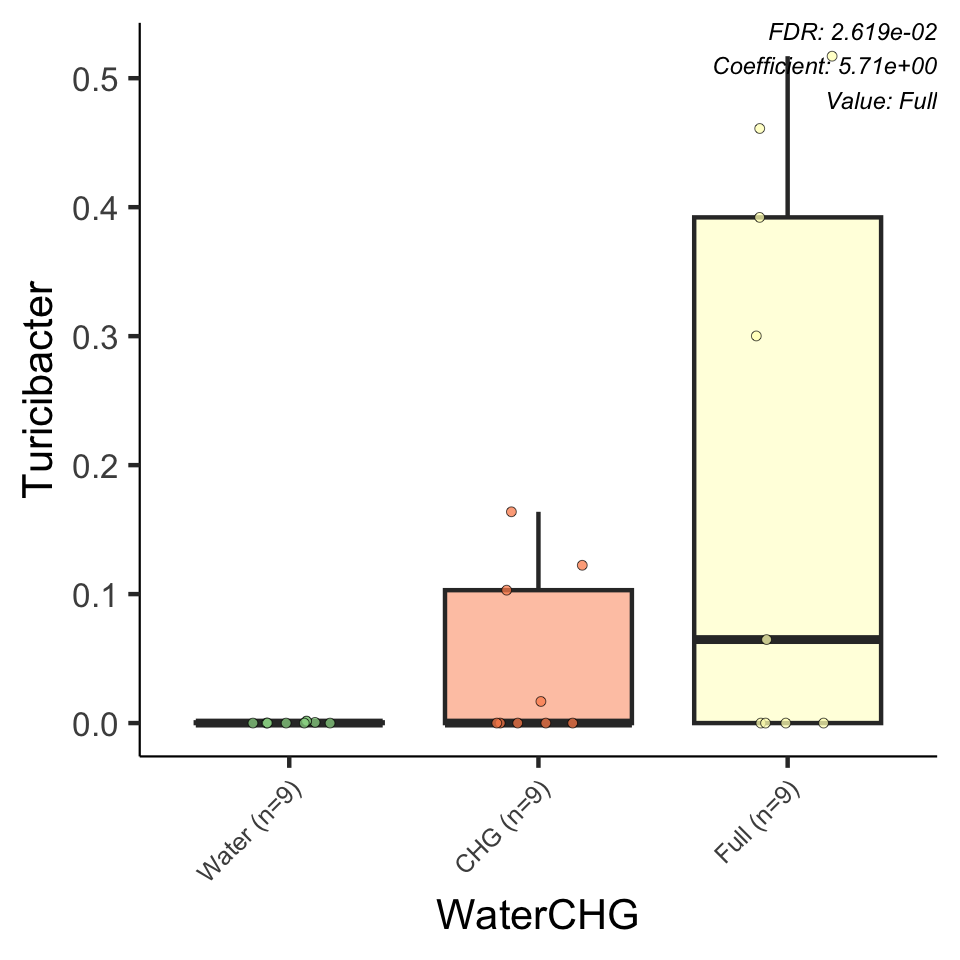 FDR: 2.619e-02
Coefficient: 5.71e+00
Value: Full
Turicibacter
0.5
0.4
0.3
0.2
0.1
0.0
Water (n=9)
CHG (n=9)
Full (n=9)
WaterCHG